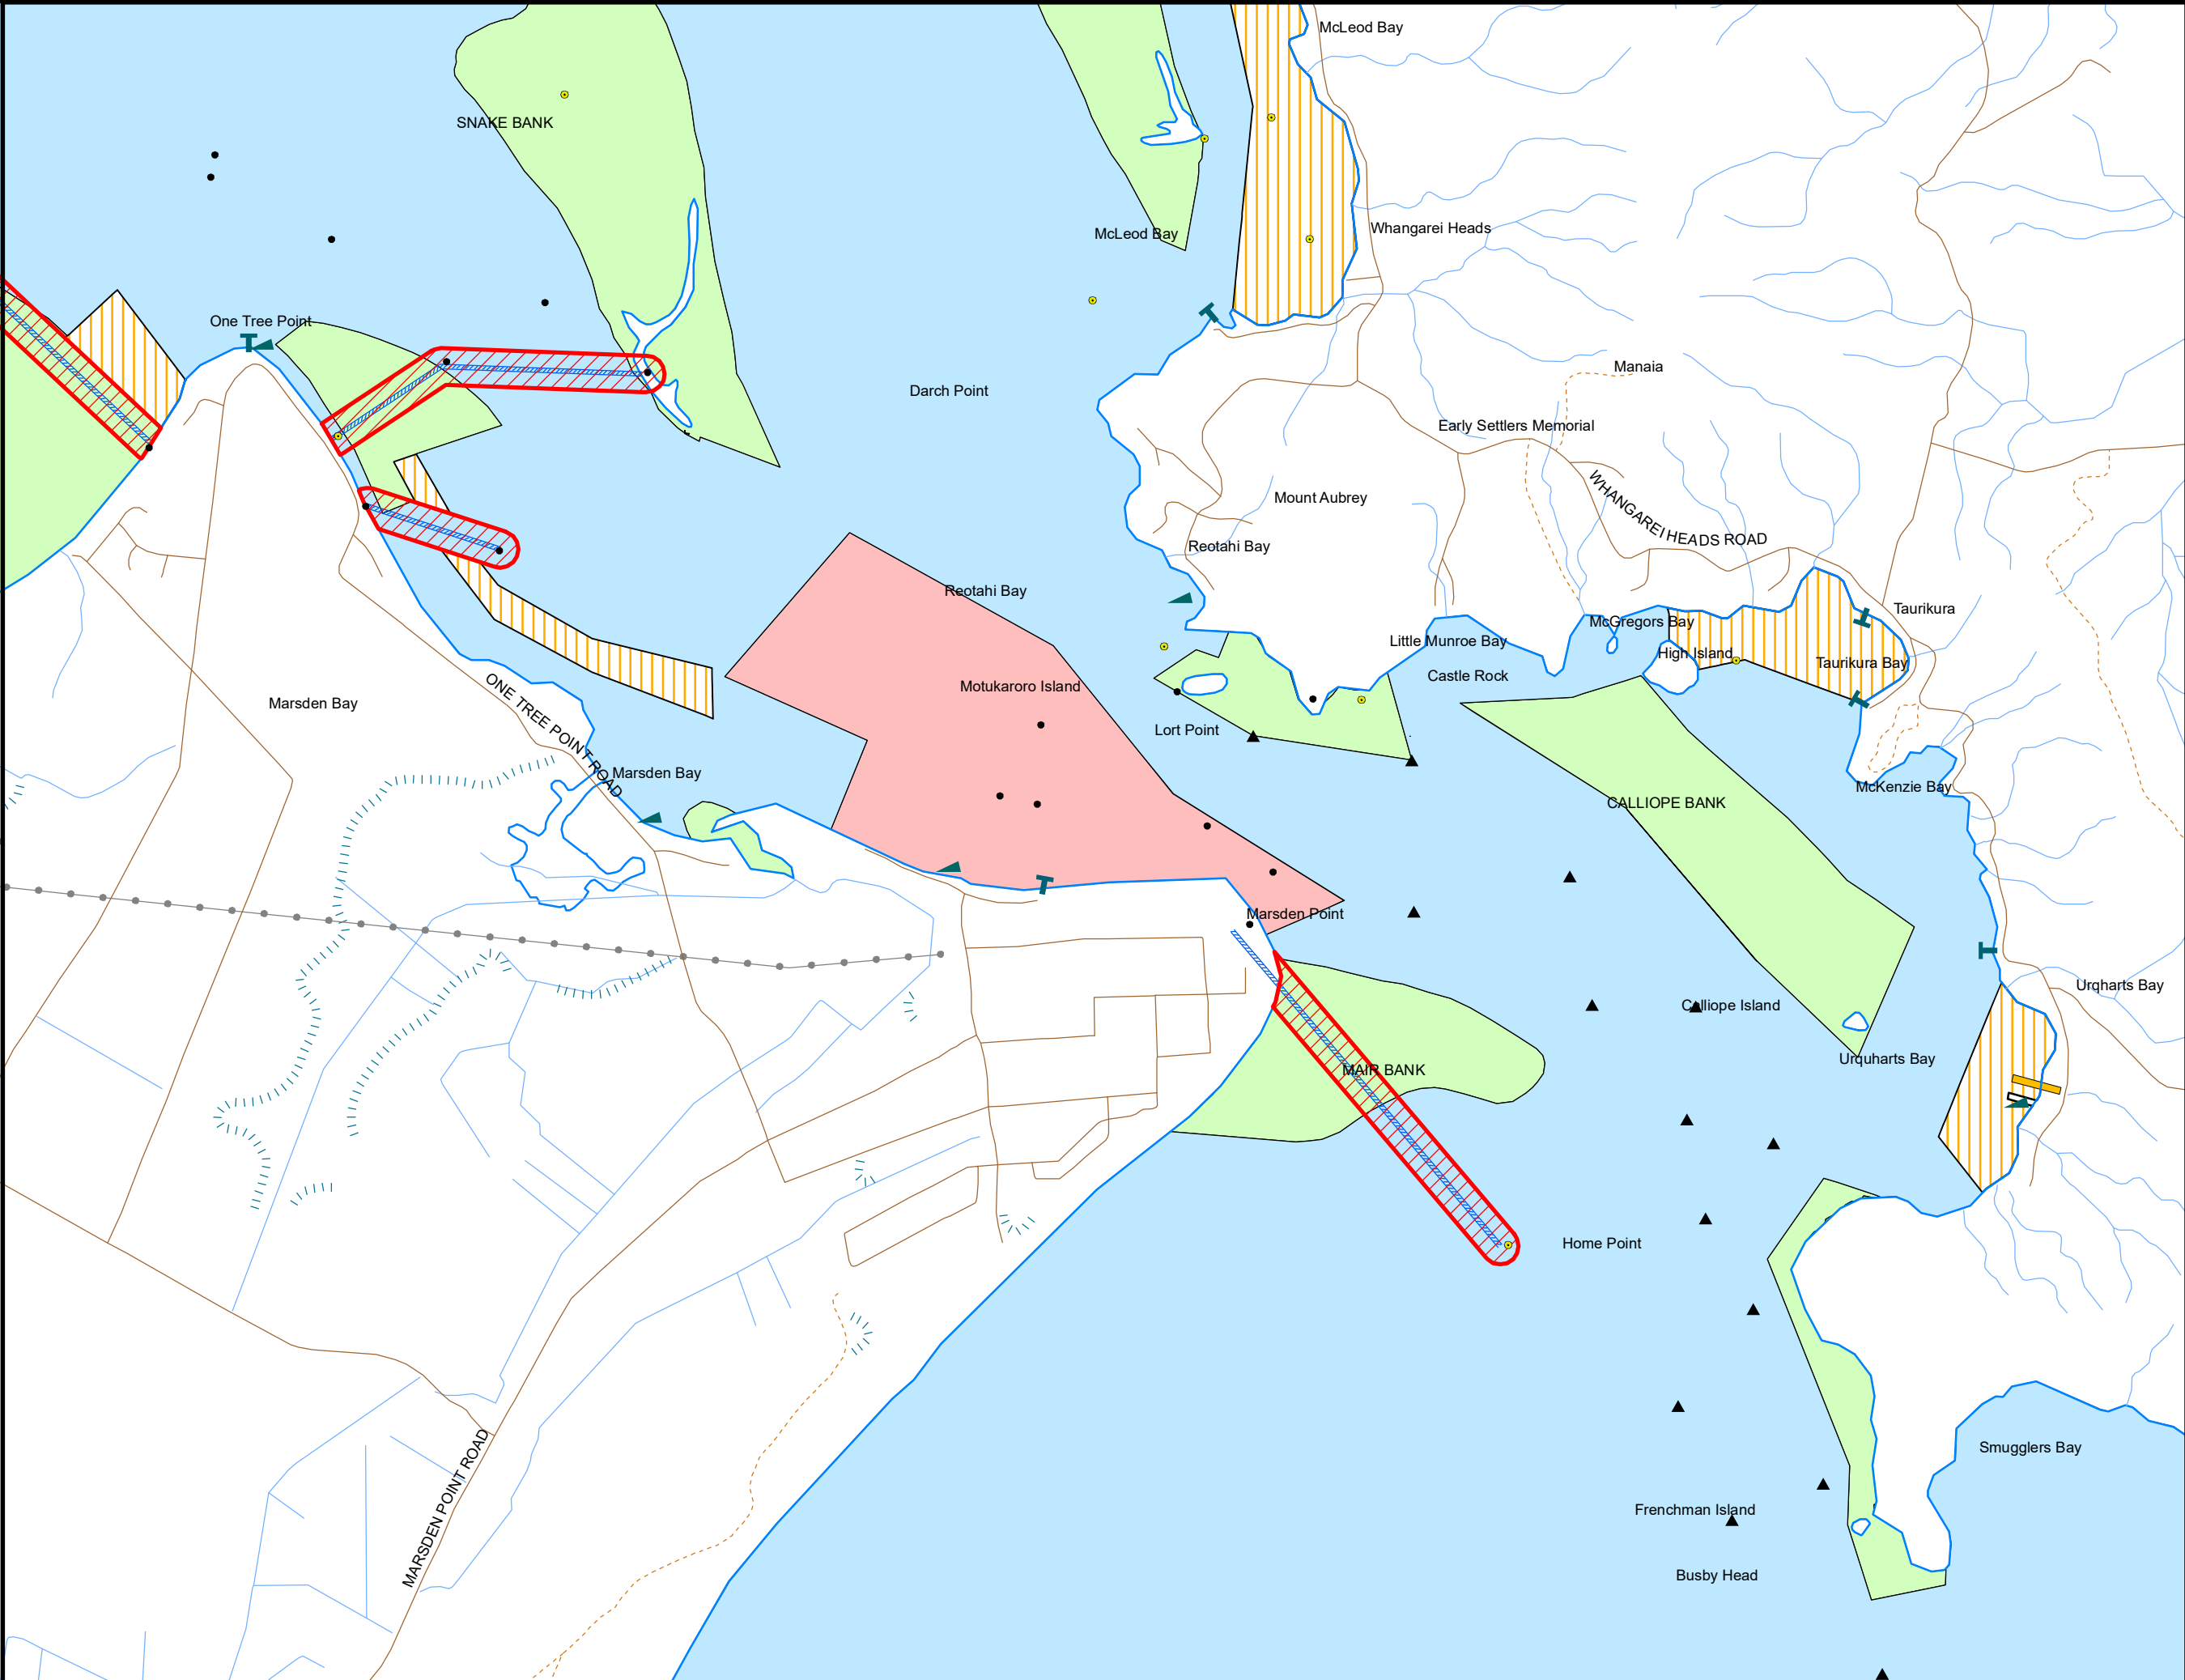 McLeod Bay
SNAKE BANK
McLeod Bay
Whangarei Heads
One Tree Point
Manaia
Darch Point
Early Settlers Memorial
Mount Aubrey
WHANGAREI HEADS ROAD
Reotahi Bay
Reotahi Bay
Taurikura
McGregors Bay
Little Munroe Bay
High Island
Taurikura Bay
Castle Rock
Motukaroro Island
ONE TREE POINT ROAD
Marsden Bay
Lort Point
Marsden Bay
McKenzie Bay
CALLIOPE BANK
Marsden Point
Urqharts Bay
Calliope Island
Urquharts Bay
MAIR BANK
Home Point
Smugglers Bay
MARSDEN POINT ROAD
Frenchman Island
Busby Head